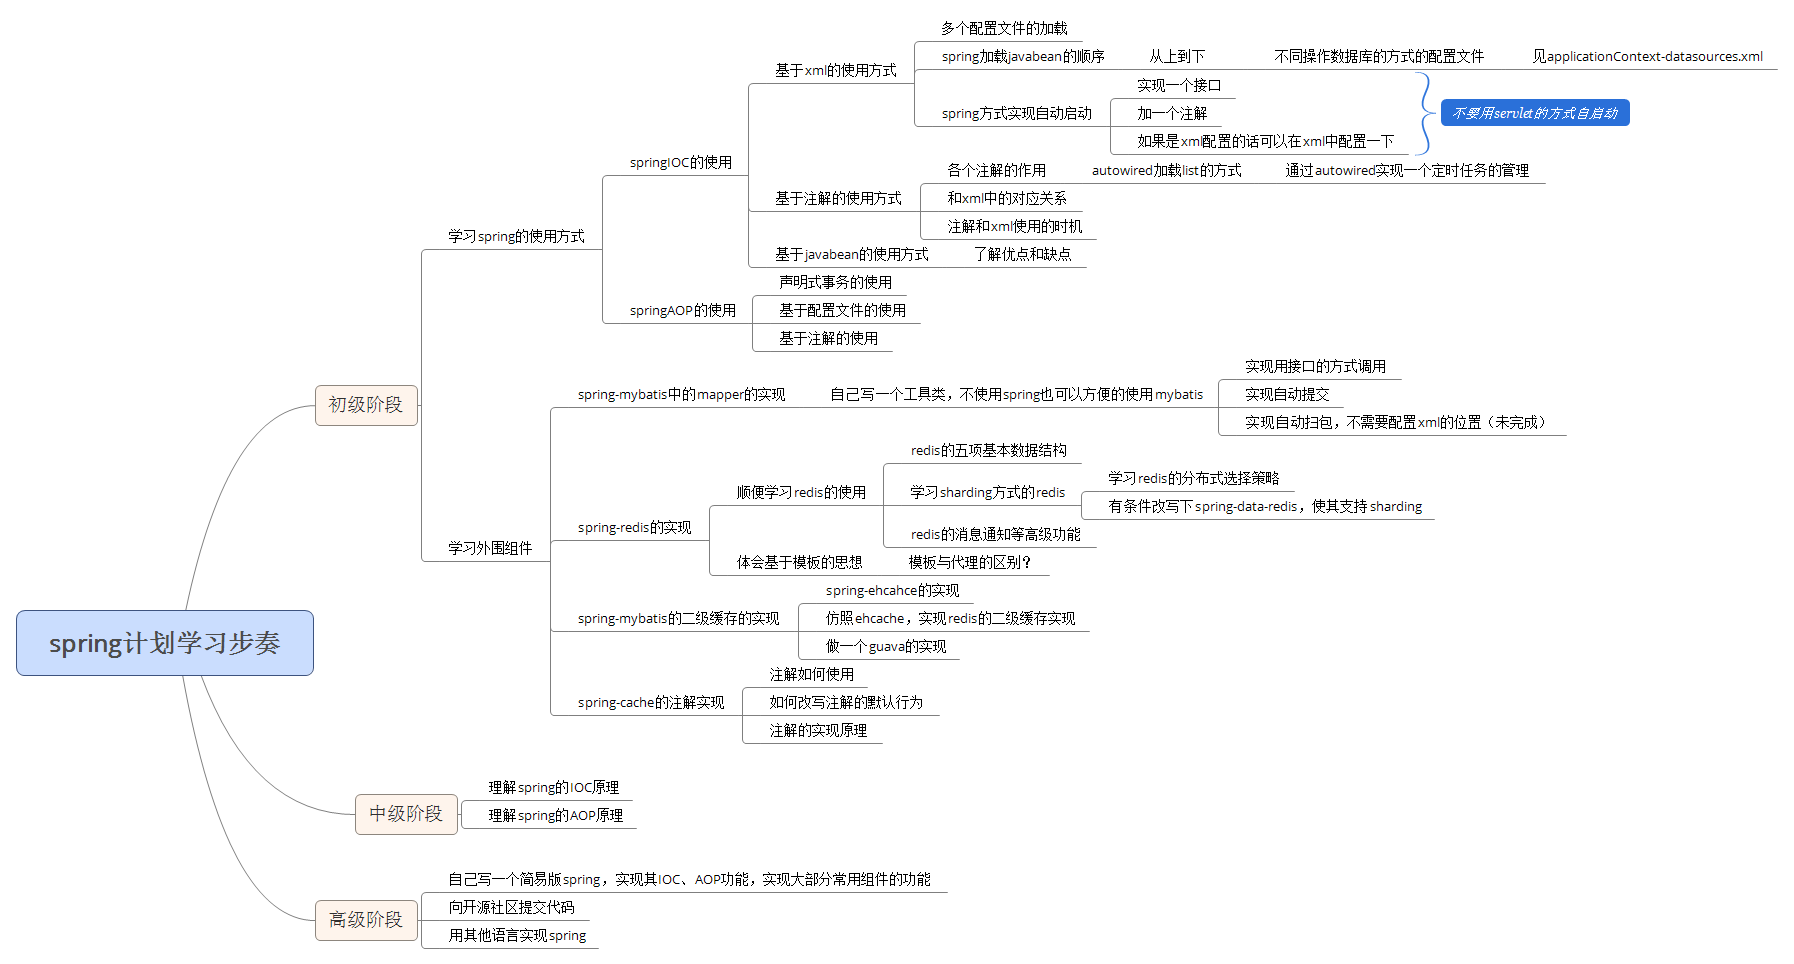 spring计划学习步奏
初级阶段
学习spring的使用方式
springIOC的使用
基于xml的使用方式
多个配置文件的加载
spring加载javabean的顺序
从上到下
不同操作数据库的方式的配置文件
见applicationContext-datasources.xml
spring方式实现自动启动
实现一个接口
加一个注解
如果是xml配置的话可以在xml中配置一下
不要用servlet的方式自启动
基于注解的使用方式
各个注解的作用
autowired加载list的方式
通过autowired实现一个定时任务的管理
和xml中的对应关系
注解和xml使用的时机
基于javabean的使用方式
了解优点和缺点
springAOP的使用
声明式事务的使用
基于配置文件的使用
基于注解的使用
学习外围组件
spring-mybatis中的mapper的实现
自己写一个工具类，不使用spring也可以方便的使用mybatis
实现用接口的方式调用
实现自动提交
实现自动扫包，不需要配置xml的位置（未完成）
spring-redis的实现
顺便学习redis的使用
redis的五项基本数据结构
学习sharding方式的redis
学习redis的分布式选择策略
有条件改写下spring-data-redis，使其支持sharding
redis的消息通知等高级功能
体会基于模板的思想
模板与代理的区别？
spring-mybatis的二级缓存的实现
spring-ehcahce的实现
仿照ehcache，实现redis的二级缓存实现
做一个guava的实现
spring-cache的注解实现
注解如何使用
如何改写注解的默认行为
注解的实现原理
中级阶段
理解spring的IOC原理
理解spring的AOP原理
高级阶段
自己写一个简易版spring，实现其IOC、AOP功能，实现大部分常用组件的功能
向开源社区提交代码
用其他语言实现spring